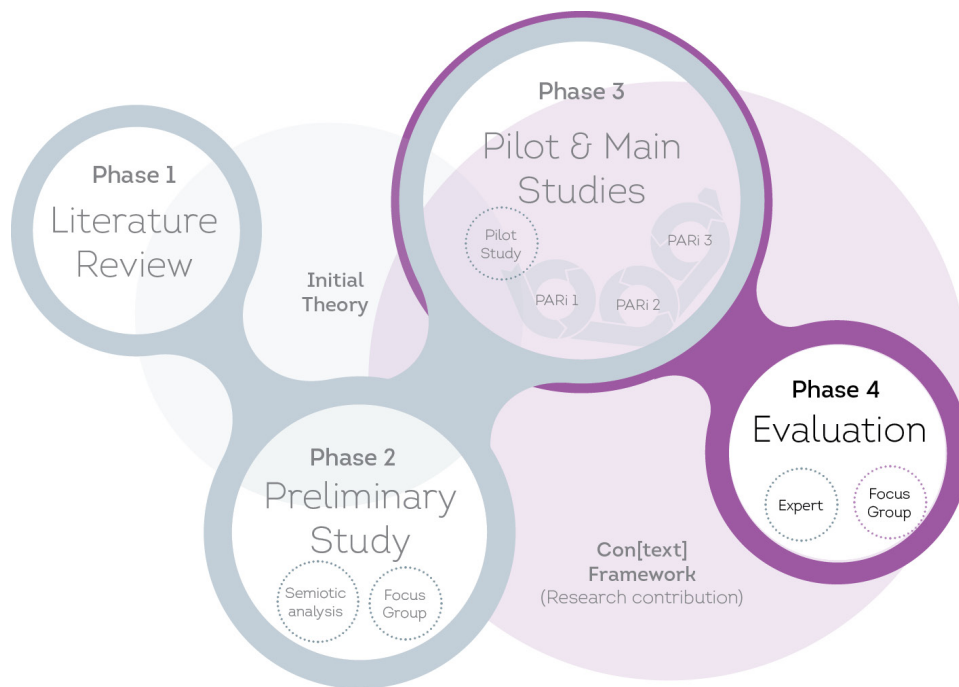 Phase 1
Literature
Review
Initial
Theory
Phase 2
Preliminary
Study
Semiotic
analysis
Focus
Group
Phase 3
Pilot & Main
Studies
Pilot
Study
PARi 1
PARi 2
PARi 3
Phase 4
Evaluation
Expert
Focus
Group
Con[text]
Framework
(Research contribution)